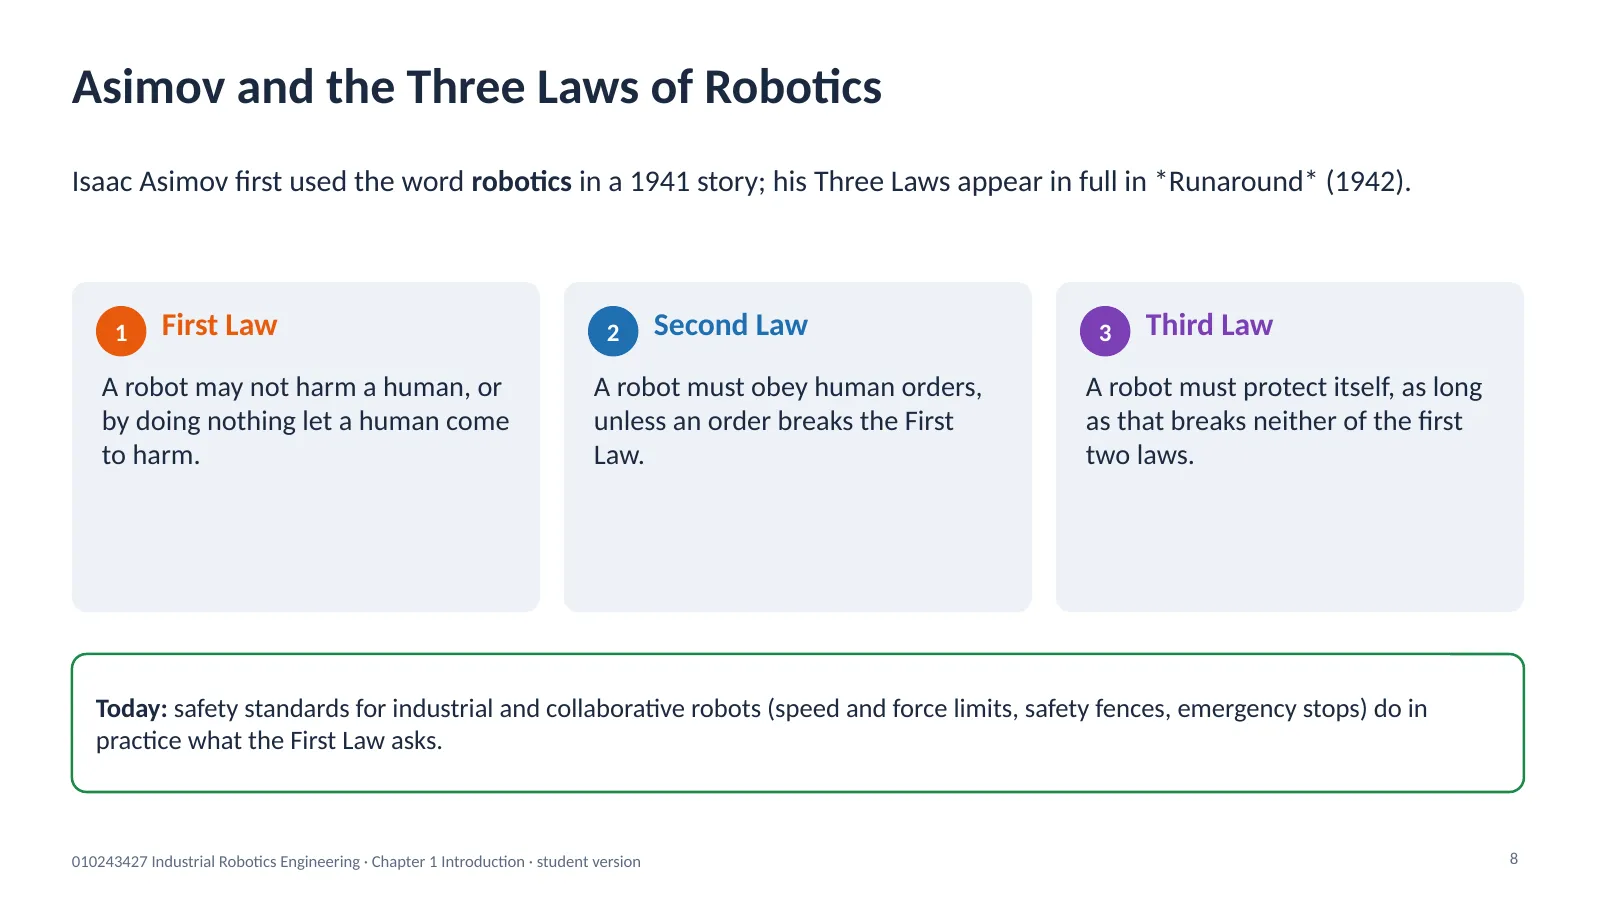 Asimov and the Three Laws of Robotics
Isaac Asimov first used the word robotics in a 1941 story; his Three Laws appear in full in *Runaround* (1942).
1 First Law
A robot may not harm a human, or
by doing nothing let a human come
to harm.
2 Second Law
A robot must obey human orders,
unless an order breaks the First
Law.
3 Third Law
A robot must protect itself, as long
as that breaks neither of the first
two laws.
Today: safety standards for industrial and collaborative robots (speed and force limits, safety fences, emergency stops) do in
practice what the First Law asks.
010243427 Industrial Robotics Engineering · Chapter 1 Introduction · student version
8